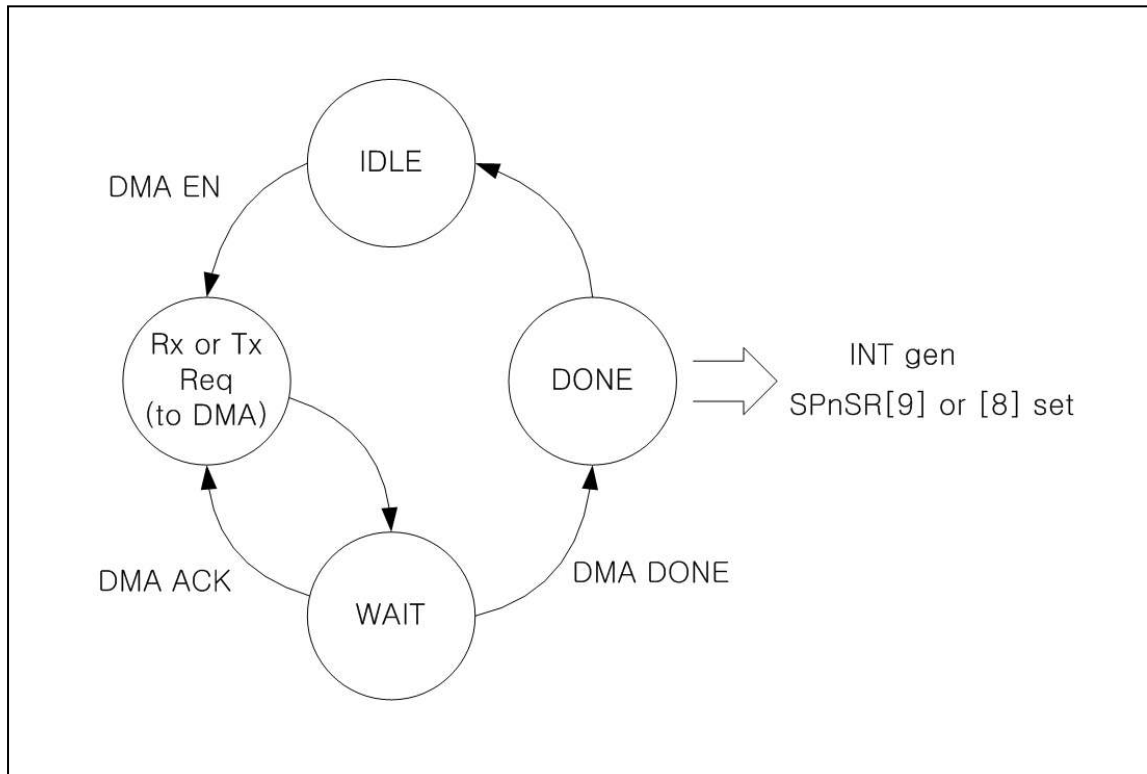 IDLE
DMA EN
Rx or Tx
Req
(to DMA)
DONE
INT gen
SPnSR[9] or [8] set
DMA ACK
WAIT
DMA DONE